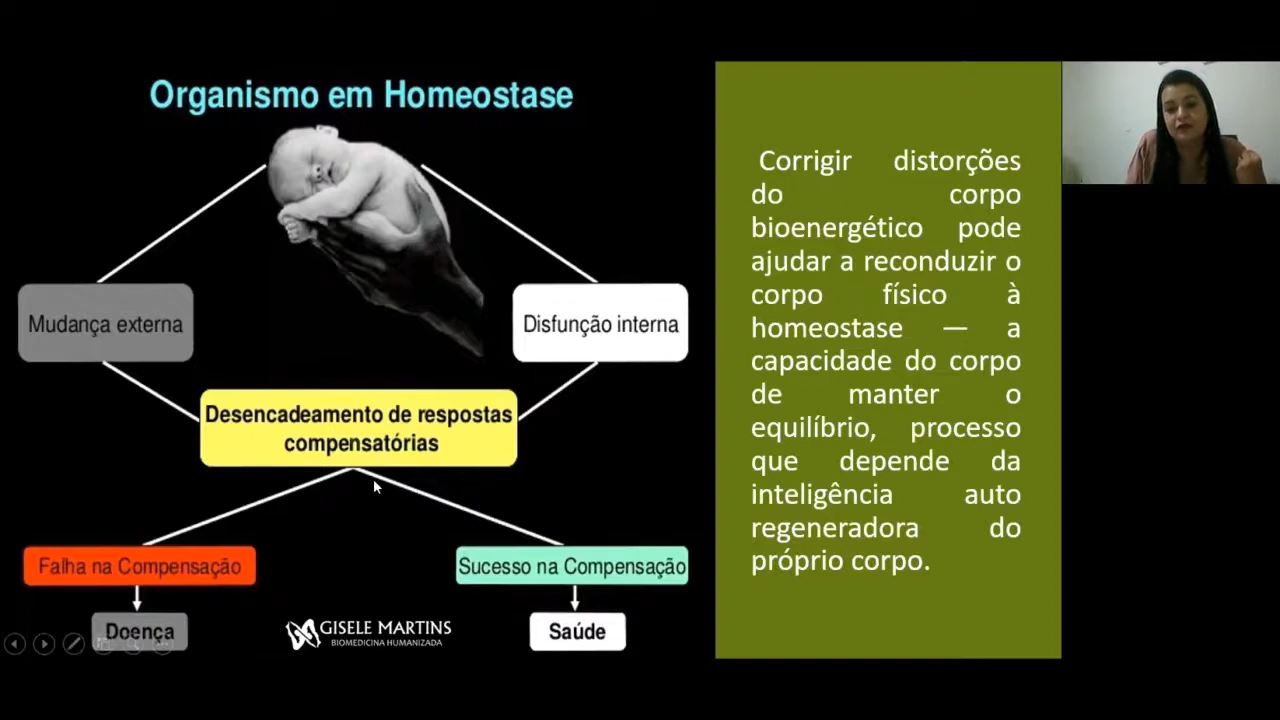 Organismo em Homeostase
Mudança externa
Disfunção interna
Desencadeamento de respostas
compensatórias
Falha na Compensação
Sucesso na Compensação
Doença
Saúde
GISELE MARTINS
BIOMEDICINA HUMANIZADA
Corrigir distorções
do corpo
bioenergético pode
ajudar a reconduzir o
corpo físico à
homeostase — a
capacidade do corpo
de manter o
equilíbrio, processo
que depende da
inteligência auto
regeneradora do
próprio corpo.